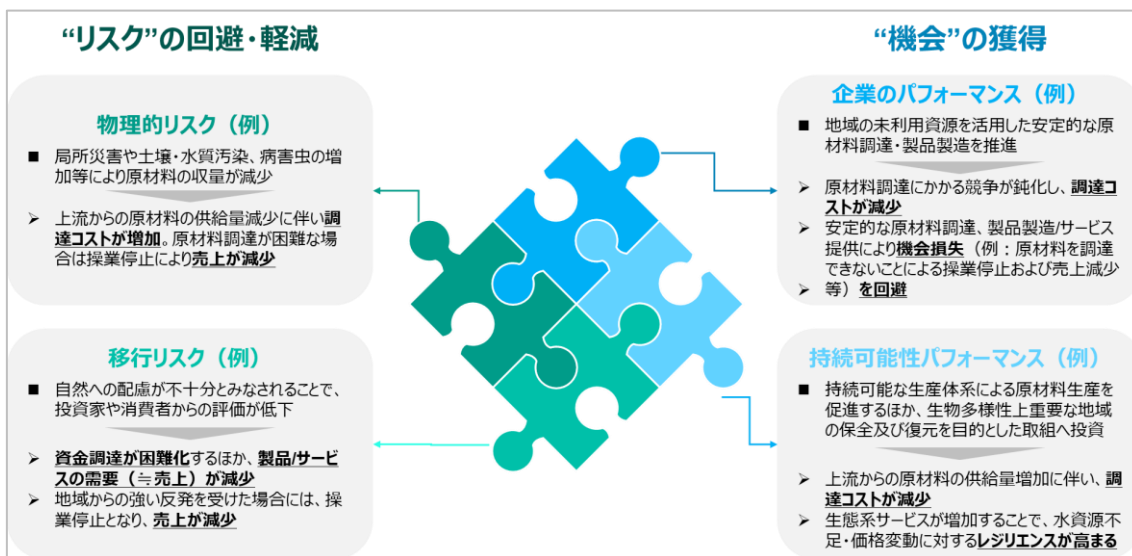 “リスク”の回避・軽減
物理的リスク（例）
■ 局所災害や土壌・水質汚染、病害虫の増
加等により原材料の収量が減少
➢ 上流からの原材料の供給量減少に伴い調
達コストが増加。原材料調達が困難な場
合は操業停止により売上が減少
移行リスク（例）
■ 自然への配慮が不十分とみなされることで、
投資家や消費者からの評価が低下
➢ 資金調達が困難化するほか、製品/サービ
スの需要（≒売上）が減少
➢ 地域からの強い反発を受けた場合には、操
業停止となり、売上が減少
“機会”の獲得
企業のパフォーマンス（例）
■ 地域の未利用資源を活用した安定的な原
材料調達・製品製造を推進
➢ 原材料調達にかかる競争が鈍化し、調達コ
ストが減少
➢ 安定的な原材料調達、製品製造/サービス
提供により機会損失（例：原材料を調達
できないことによる操業停止および売上減少
➢ 等）を回避
持続可能性パフォーマンス（例）
■ 持続可能な生産体系による原材料生産を
促進するほか、生物多様性上重要な地域
の保全及び復元を目的とした取組へ投資
➢ 上流からの原材料の供給量増加に伴い、調
達コストが減少
➢ 生態系サービスが増加することで、水資源不
足・価格変動に対するレジリエンスが高まる